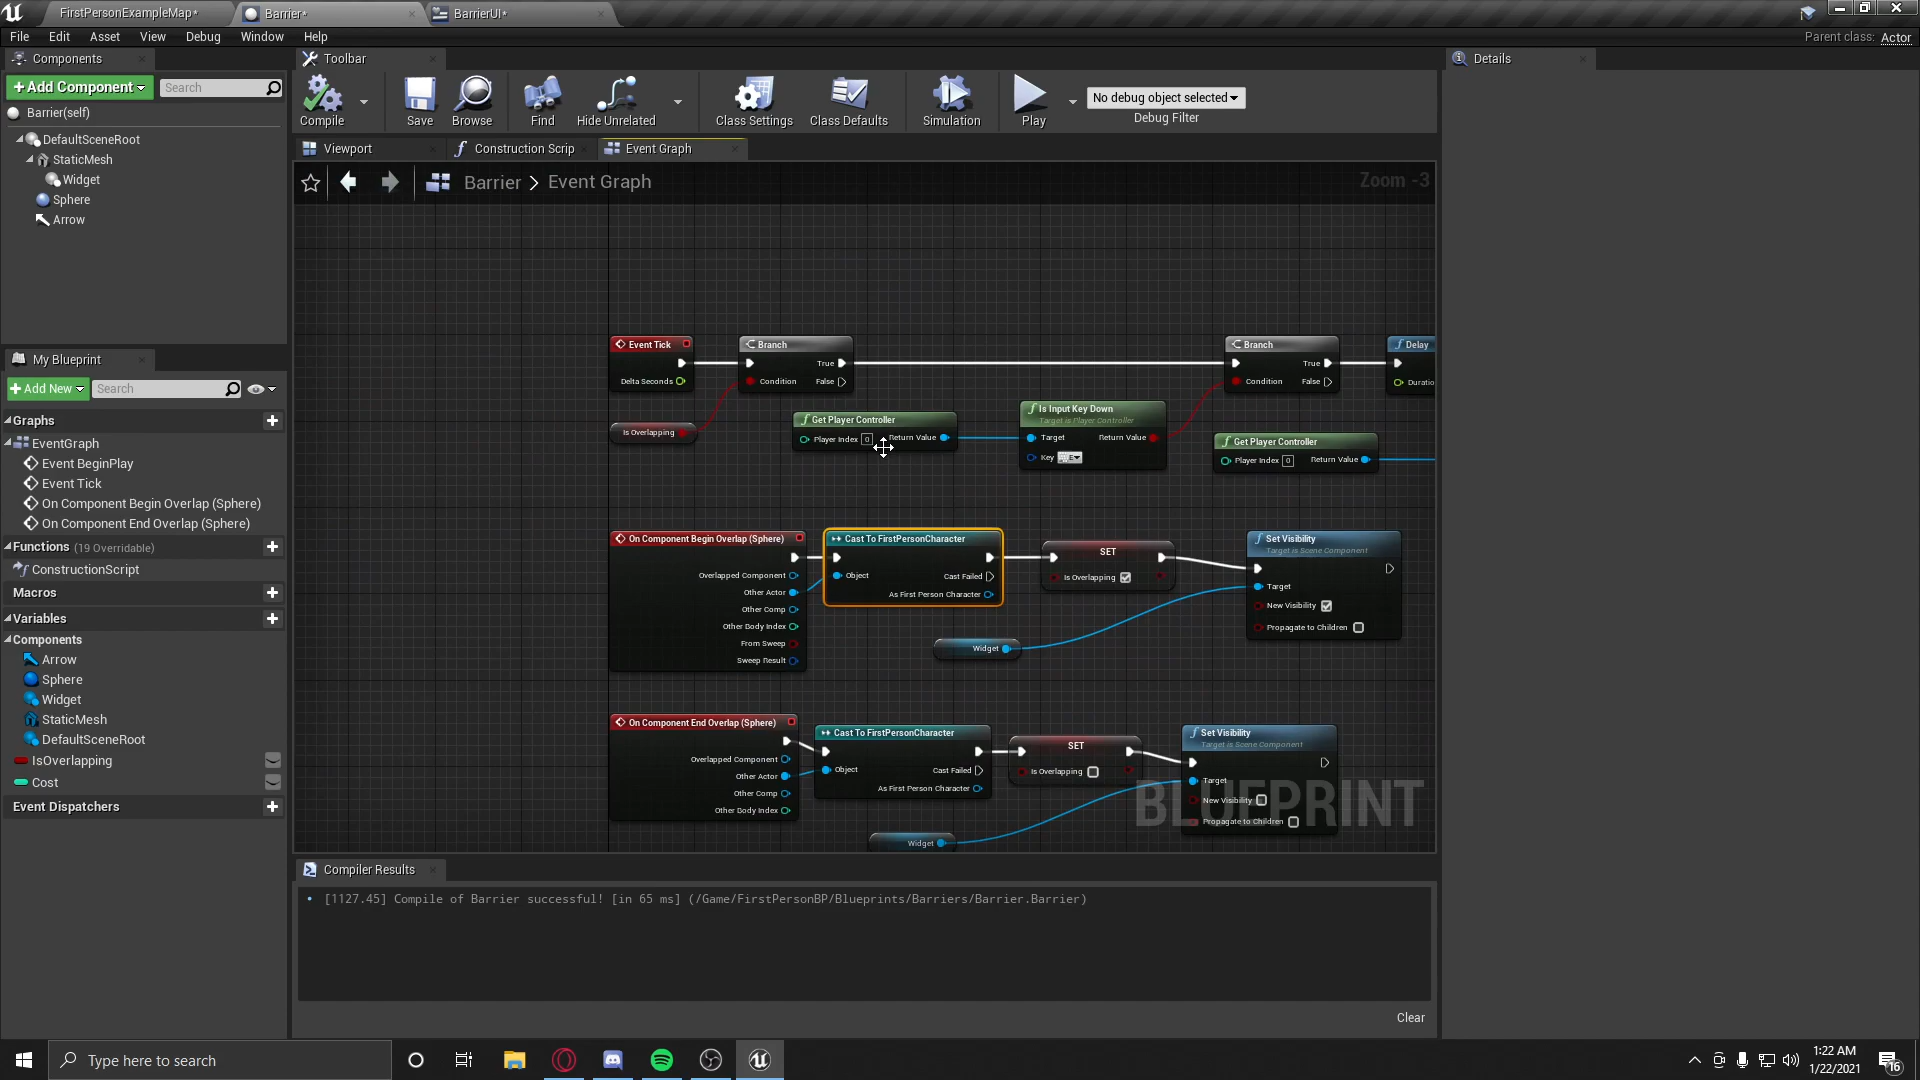 FirstPersonExampleMap*
Barrier*
BarrierUI*
File Edit Asset View Debug Window Help
Parent class: Actor
Components
Toolbar
Details
+Add Component
Search
Barrier(self)
DefaultSceneRoot
StaticMesh
Widget
Sphere
Arrow
Compile
Save
Browse
Find
Hide Unrelated
Class Settings
Class Defaults
Simulation
Play
No debug object selected
Debug Filter
Viewport
Construction Scrip
Event Graph
Barrier > Event Graph
Zoom -3
My Blueprint
+Add New
Search
Graphs
EventGraph
Event BeginPlay
Event Tick
On Component Begin Overlap (Sphere)
On Component End Overlap (Sphere)
Functions (19 Overridable)
ConstructionScript
Macros
Variables
Components
Arrow
Sphere
Widget
StaticMesh
DefaultSceneRoot
IsOverlapping
Cost
Event Dispatchers
Event Tick
Delta Seconds
Branch
True
Condition False
Is Overlapping
Get Player Controller
Player Index 0 Return Value
Is Input Key Down
Target is Player Controller
Target Return Value
Key E
Branch
True
Condition False
Get Player Controller
Player Index 0 Return Value
Delay
Duratio
On Component Begin Overlap (Sphere)
Overlapped Component
Other Actor
Other Comp
Other Body Index
From Sweep
Sweep Result
Cast To FirstPersonCharacter
Object
Cast Failed
As First Person Character
SET
Is Overlapping
Widget
Set Visibility
Target is Scene Component
Target
New Visibility
Propagate to Children
On Component End Overlap (Sphere)
Overlapped Component
Other Actor
Other Comp
Other Body Index
Cast To FirstPersonCharacter
Object
Cast Failed
As First Person Character
SET
Is Overlapping
Widget
Set Visibility
Target is Scene Component
Target
New Visibility
Propagate to Children
BLUEPRINT
Compiler Results
[1127.45] Compile of Barrier successful! [in 65 ms] (/Game/FirstPersonBP/Blueprints/Barriers/Barrier.Barrier)
Clear
Type here to search
1:22 AM
1/22/2021
16